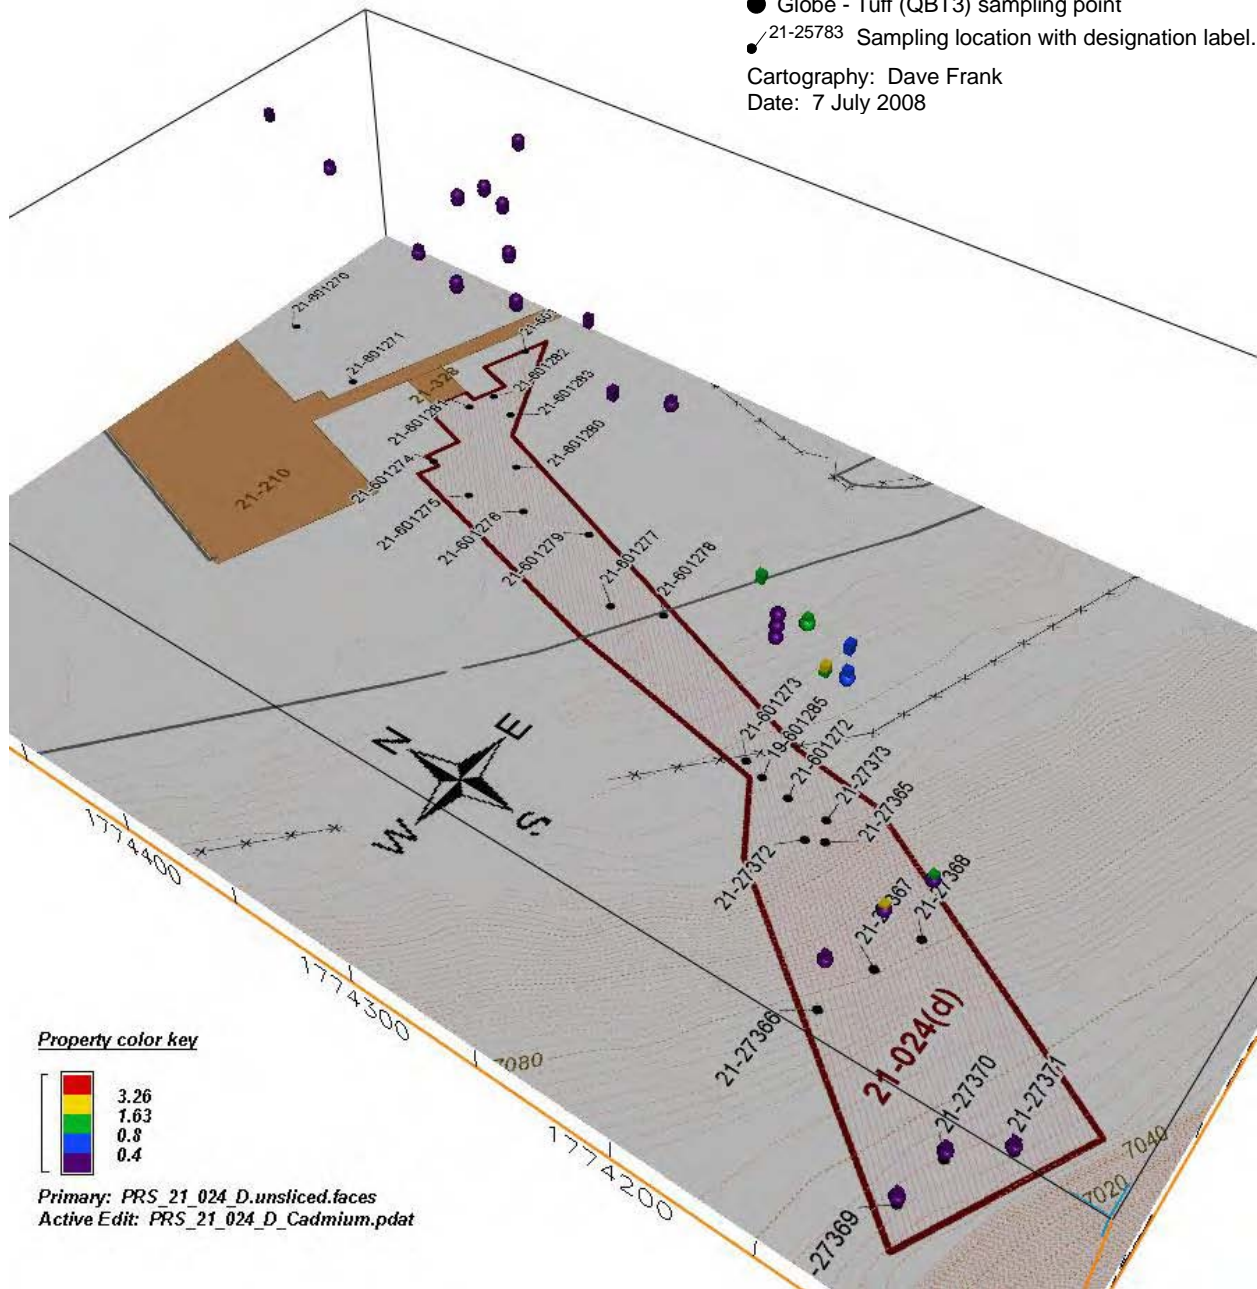 Globe - Tuff (QBT3) sampling point
21-25783 Sampling location with designation label.
Cartography: Dave Frank
Date: 7 July 2008
21-601270
21-601271
21-328
21-601282
21-601283
21-601281
21-601280
21-601274
21-210
21-601275
21-601276
21-601279
21-601277
21-601278
21-601273
19-601285
21-601272
21-27373
21-27365
N
E
W
S
21-27372
21-27368
21-27366
21-024(d)
21-27370
21-27371
-27369
1774400
1774300
1774200
7080
7040
7020
Property color key
3.26
1.63
0.8
0.4
Primary: PRS_21_024_D.unsliced.faces
Active Edit: PRS_21_024_D_Cadmium.pdat